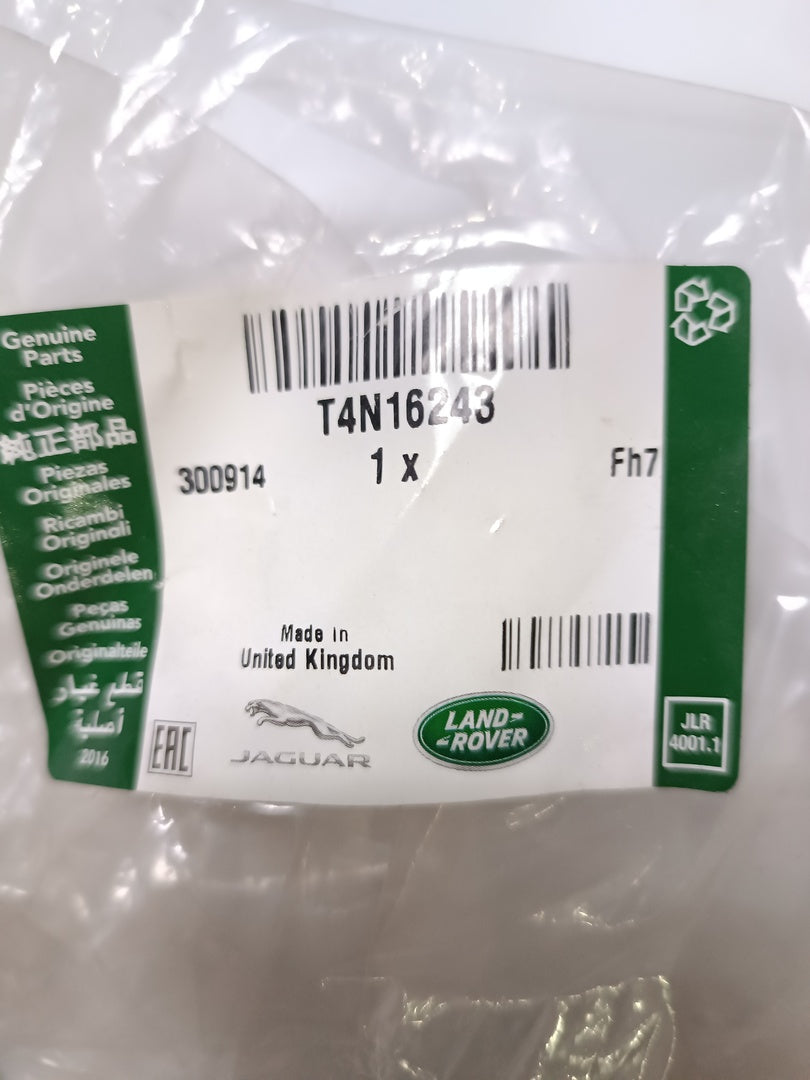 Genuine
Parts
Pièces
d'Origine
純正部品
Piezas
Originales
Ricambi
Originali
Originele
Onderdelen
Peças
Genuinas
Originalteile
قطع غيار
أصلية
2016
T4N16243
300914
1 x
Fh7
Made in
United Kingdom
EAC
JAGUAR
LAND-
-ROVER
JLR
4001.1